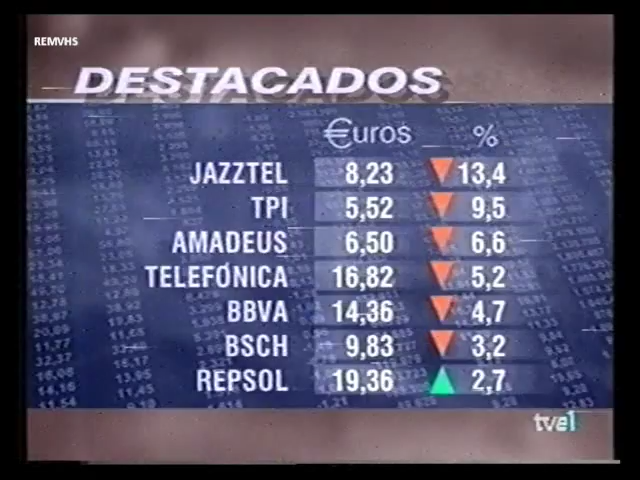 REMVHS
DESTACADOS
€uros %
JAZZTEL 8,23 ▼ 13,4
TPI 5,52 ▼ 9,5
AMADEUS 6,50 ▼ 6,6
TELEFÓNICA 16,82 ▼ 5,2
BBVA 14,36 ▼ 4,7
BSCH 9,83 ▼ 3,2
REPSOL 19,36 ▲ 2,7
tve1